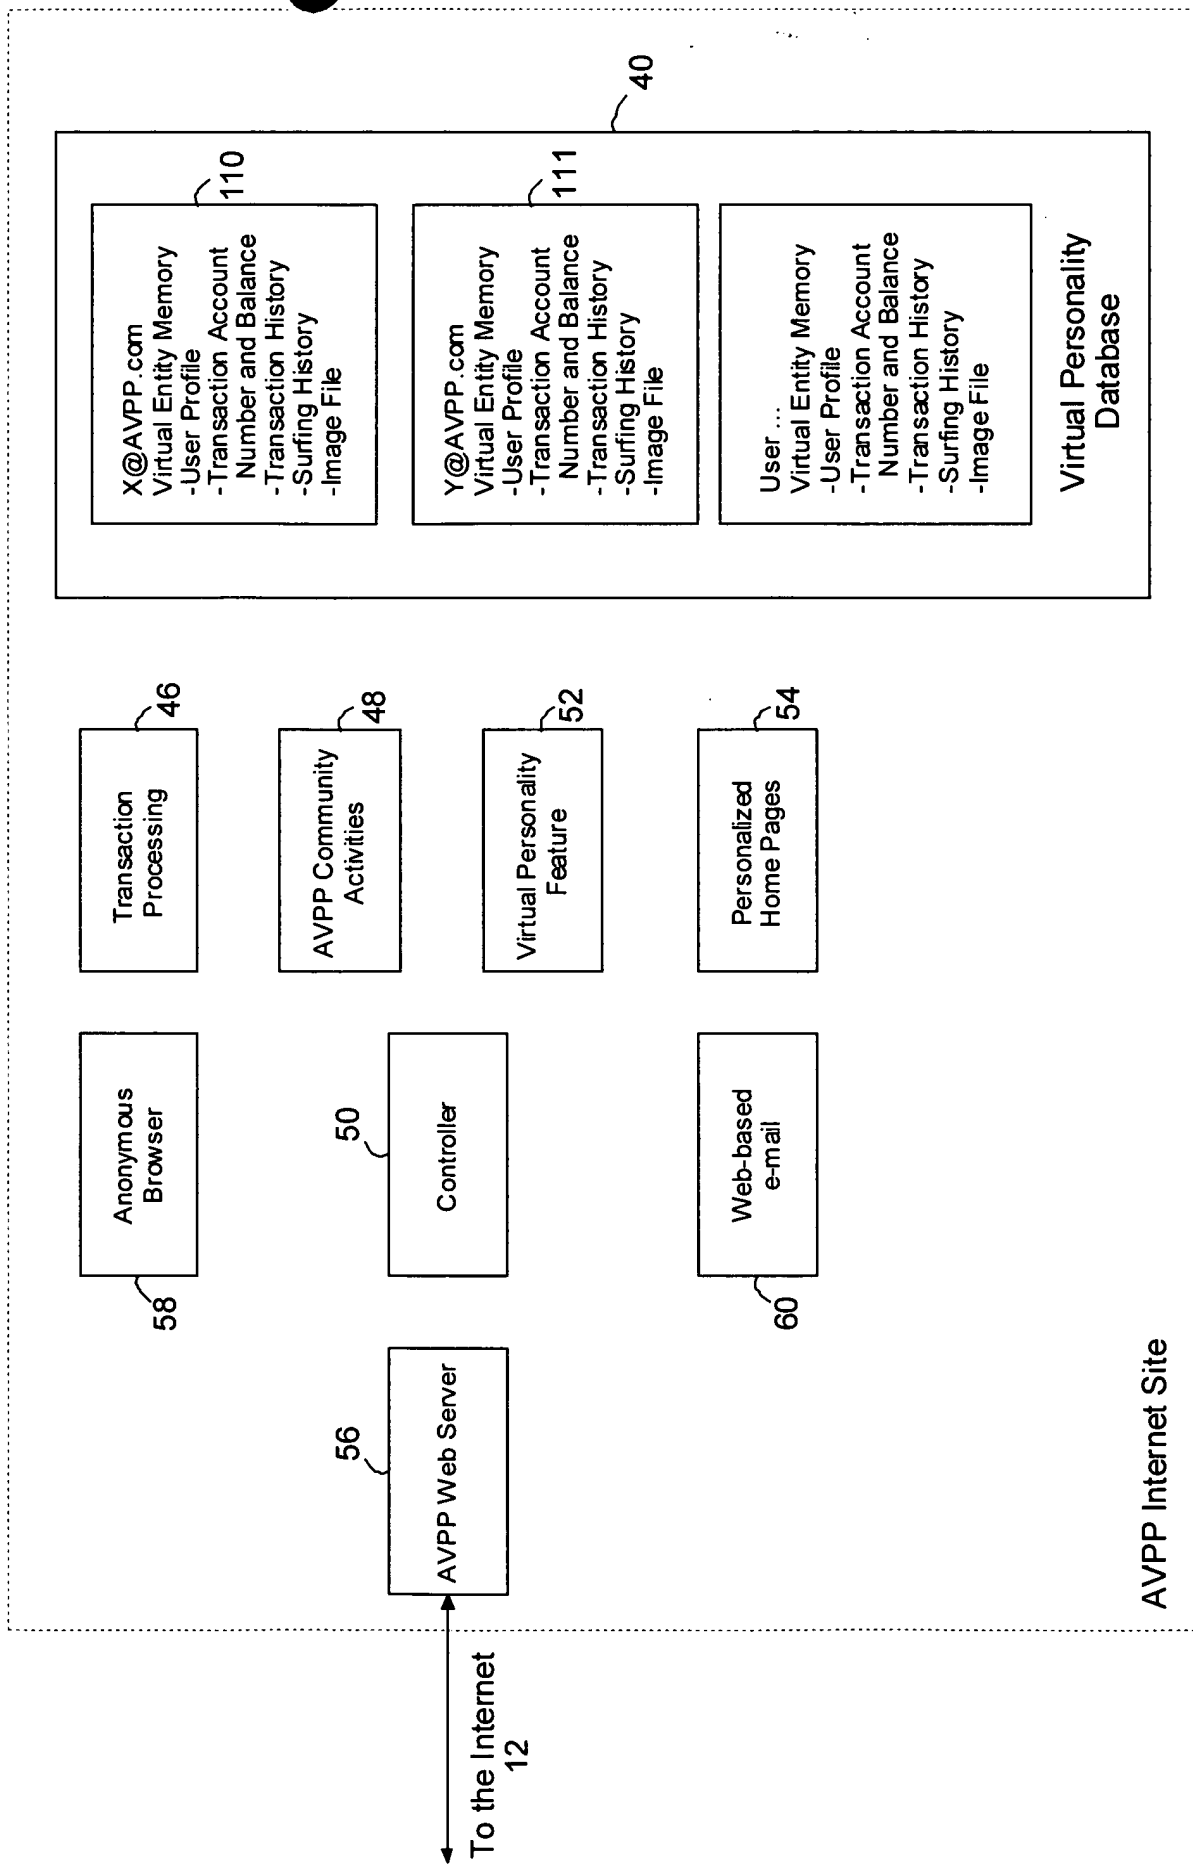 To the Internet
12
56
AVPP Web Server
58
Anonymous
Browser
50
Controller
60
Web-based
e-mail
46
Transaction
Processing
48
AVPP Community
Activities
52
Virtual Personality
Feature
54
Personalized
Home Pages
40
110
X@AVPP.com
Virtual Entity Memory
-User Profile
-Transaction Account
Number and Balance
-Transaction History
-Surfing History
-Image File
111
Y@AVPP.com
Virtual Entity Memory
-User Profile
-Transaction Account
Number and Balance
-Transaction History
-Surfing History
-Image File
User ...
Virtual Entity Memory
-User Profile
-Transaction Account
Number and Balance
-Transaction History
-Surfing History
-Image File
Virtual Personality
Database
AVPP Internet Site